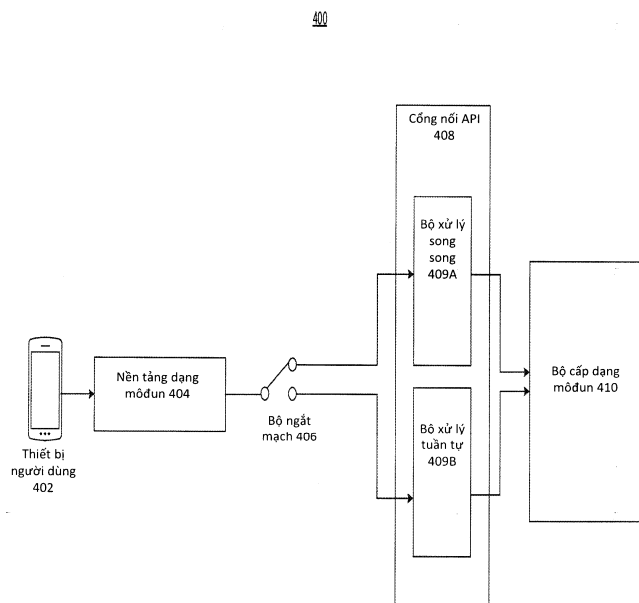 400
Cổng nối API
408
Bộ xử lý
song
song
409A
Bộ cấp dạng
môđun 410
Nền tảng dạng
môđun 404
Bộ ngắt
mạch 406
Bộ xử lý
tuần tự
409B
Thiết bị
người dùng
402